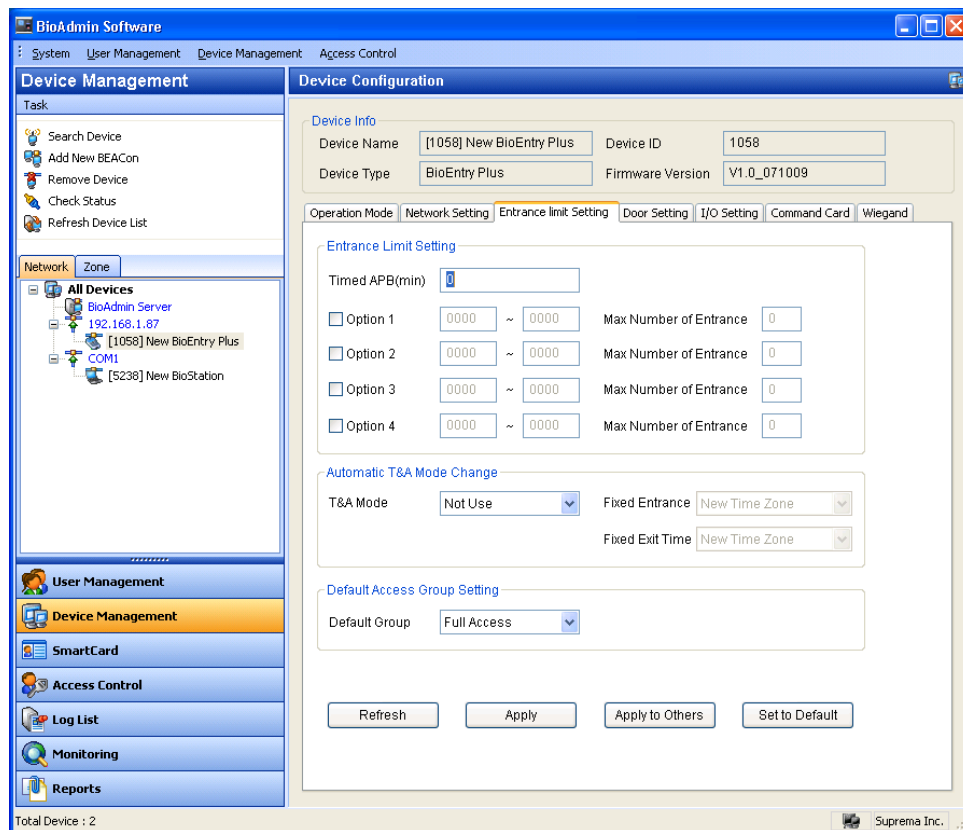 BioAdmin Software
System User Management Device Management Access Control
Device Management
Task
Search Device
Add New BEACon
Remove Device
Check Status
Refresh Device List
Network Zone
All Devices
BioAdmin Server
192.168.1.87
[1058] New BioEntry Plus
COM1
[5238] New BioStation
User Management
Device Management
SmartCard
Access Control
Log List
Monitoring
Reports
Device Configuration
Device Info
Device Name [1058] New BioEntry Plus Device ID 1058
Device Type BioEntry Plus Firmware Version V1.0_071009
Operation Mode Network Setting Entrance limit Setting Door Setting I/O Setting Command Card Wiegand
Entrance Limit Setting
Timed APB(min) 0
Option 1 0000 ~ 0000 Max Number of Entrance 0
Option 2 0000 ~ 0000 Max Number of Entrance 0
Option 3 0000 ~ 0000 Max Number of Entrance 0
Option 4 0000 ~ 0000 Max Number of Entrance 0
Automatic T&A Mode Change
T&A Mode Not Use Fixed Entrance New Time Zone
Fixed Exit Time New Time Zone
Default Access Group Setting
Default Group Full Access
Refresh Apply Apply to Others Set to Default
Total Device : 2 Suprema Inc.